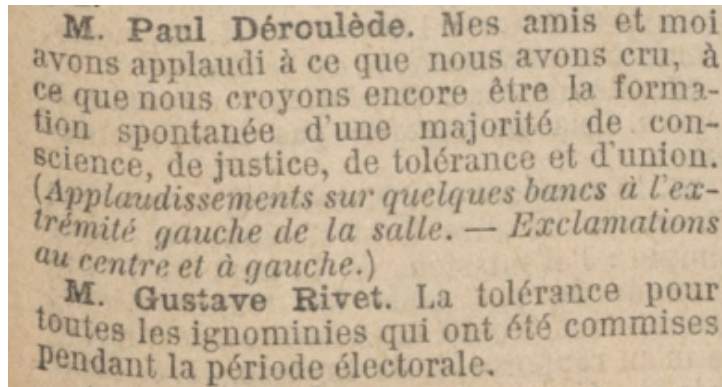 M. Paul Déroulède. Mes amis et moi
avons applaudi à ce que nous avons cru, à
ce que nous croyons encore être la forma-
tion spontanée d'une majorité de con-
science, de justice, de tolérance et d'union.
(Applaudissements sur quelques bancs à l'ex-
trémité gauche de la salle. — Exclamations
au centre et à gauche.)
M. Gustave Rivet. La tolérance pour
toutes les ignominies qui ont été commises
pendant la période électorale.